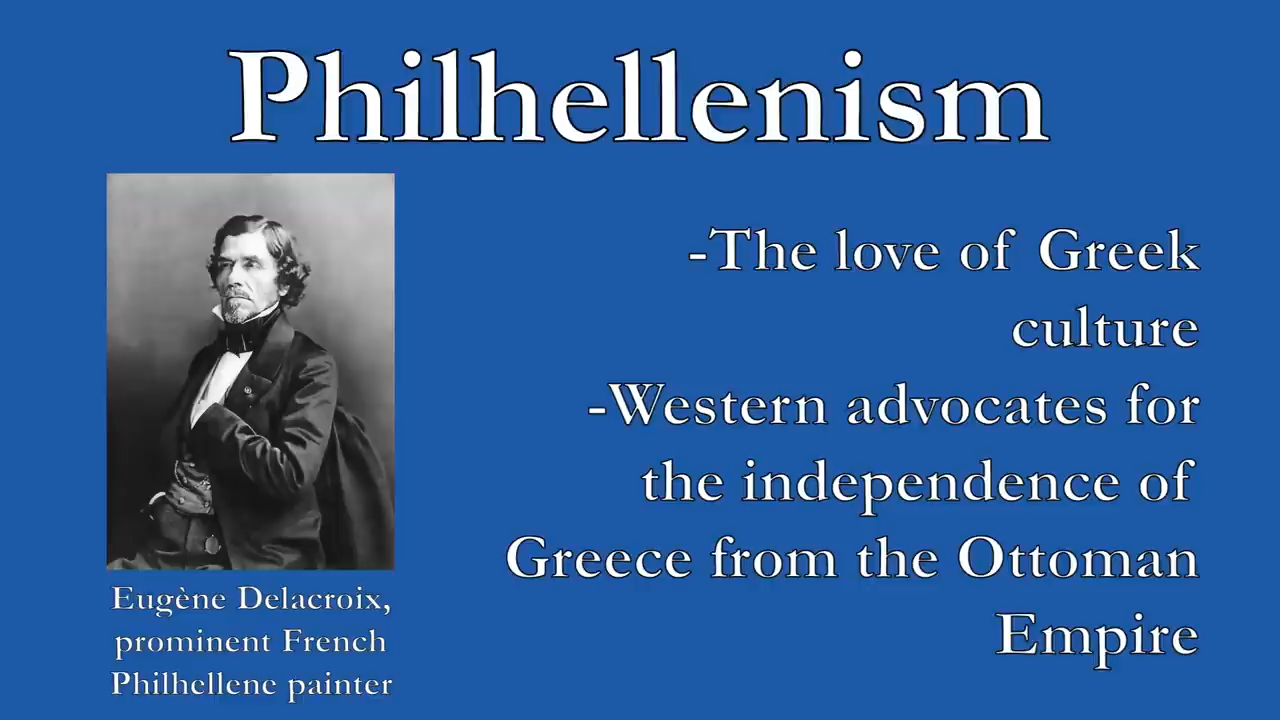 Philhellenism
-The love of Greek
culture
-Western advocates for
the independence of
Greece from the Ottoman
Empire
Eugène Delacroix,
prominent French
Philhellene painter